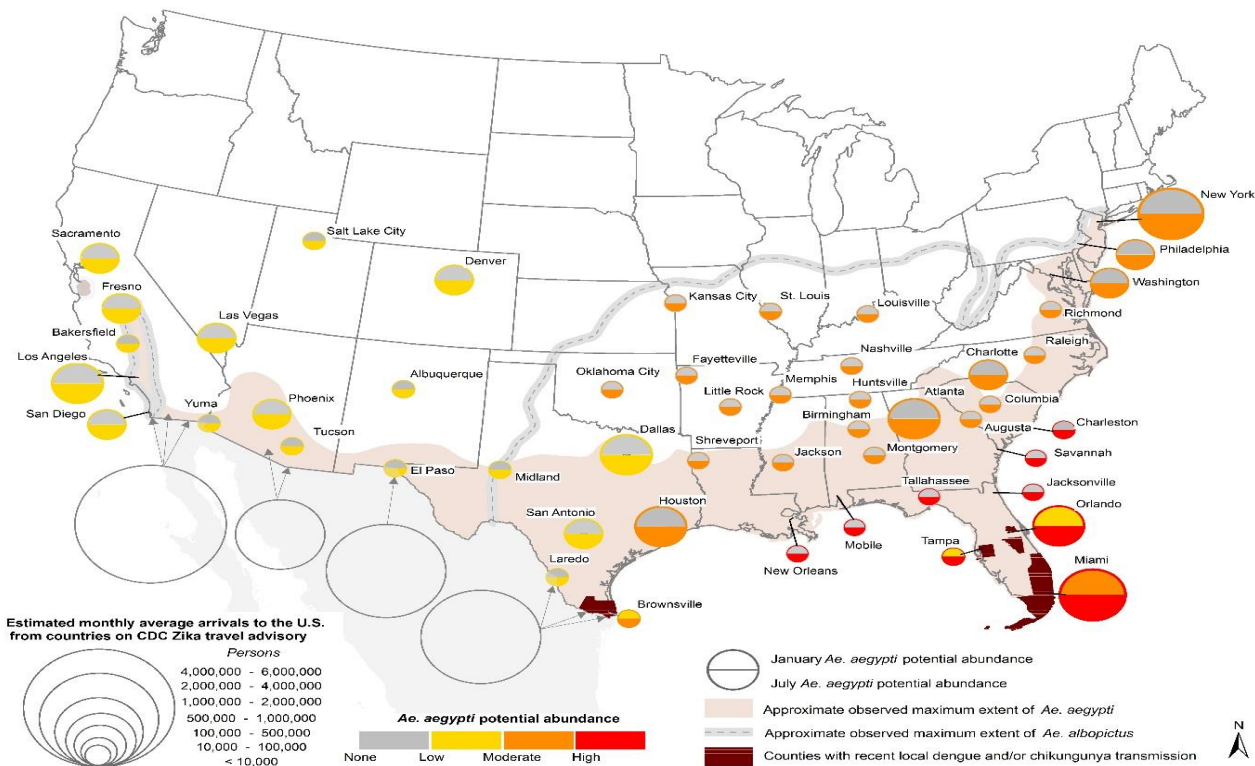 New York
Sacramento
Salt Lake City
Philadelphia
Denver
Washington
Fresno
Kansas City
St. Louis
Louisville
Las Vegas
Richmond
Bakersfield
Raleigh
Nashville
Charlotte
Los Angeles
Fayetteville
Albuquerque
Oklahoma City
Memphis
Huntsville
Atlanta
Little Rock
Columbia
Phoenix
San Diego
Yuma
Birmingham
Augusta
Charleston
Dallas
Tucson
Shreveport
Savannah
Jackson
Montgomery
El Paso
Midland
Tallahassee
Jacksonville
Houston
Orlando
San Antonio
Mobile
Tampa
Laredo
New Orleans
Miami
Brownsville
Estimated monthly average arrivals to the U.S.
from countries on CDC Zika travel advisory
Persons
4,000,000 - 6,000,000
2,000,000 - 4,000,000
1,000,000 - 2,000,000
500,000 - 1,000,000
100,000 - 500,000
10,000 - 100,000
< 10,000
Ae. aegypti potential abundance
None Low Moderate High
January Ae. aegypti potential abundance
July Ae. aegypti potential abundance
Approximate observed maximum extent of Ae. aegypti
Approximate observed maximum extent of Ae. albopictus
Counties with recent local dengue and/or chikungunya transmission
N